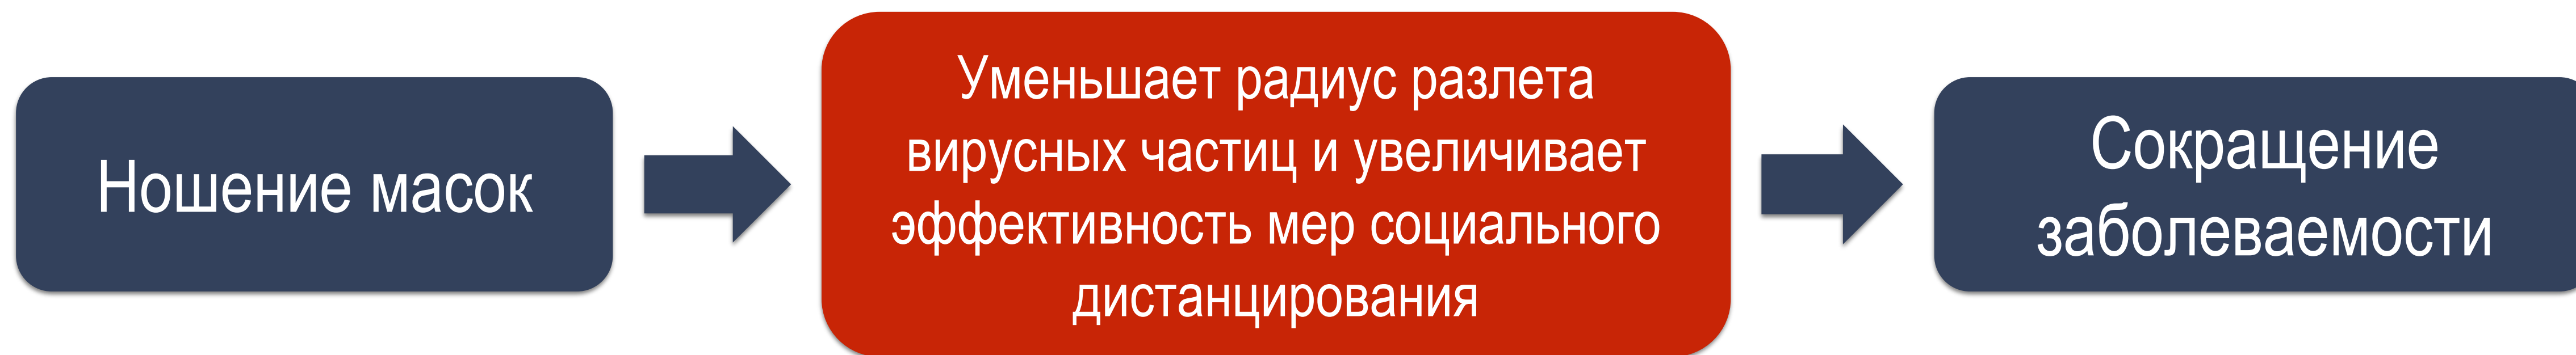 Ношение масок
Уменьшает радиус разлета
вирусных частиц и увеличивает
эффективность мер социального
дистанцирования
Сокращение
заболеваемости